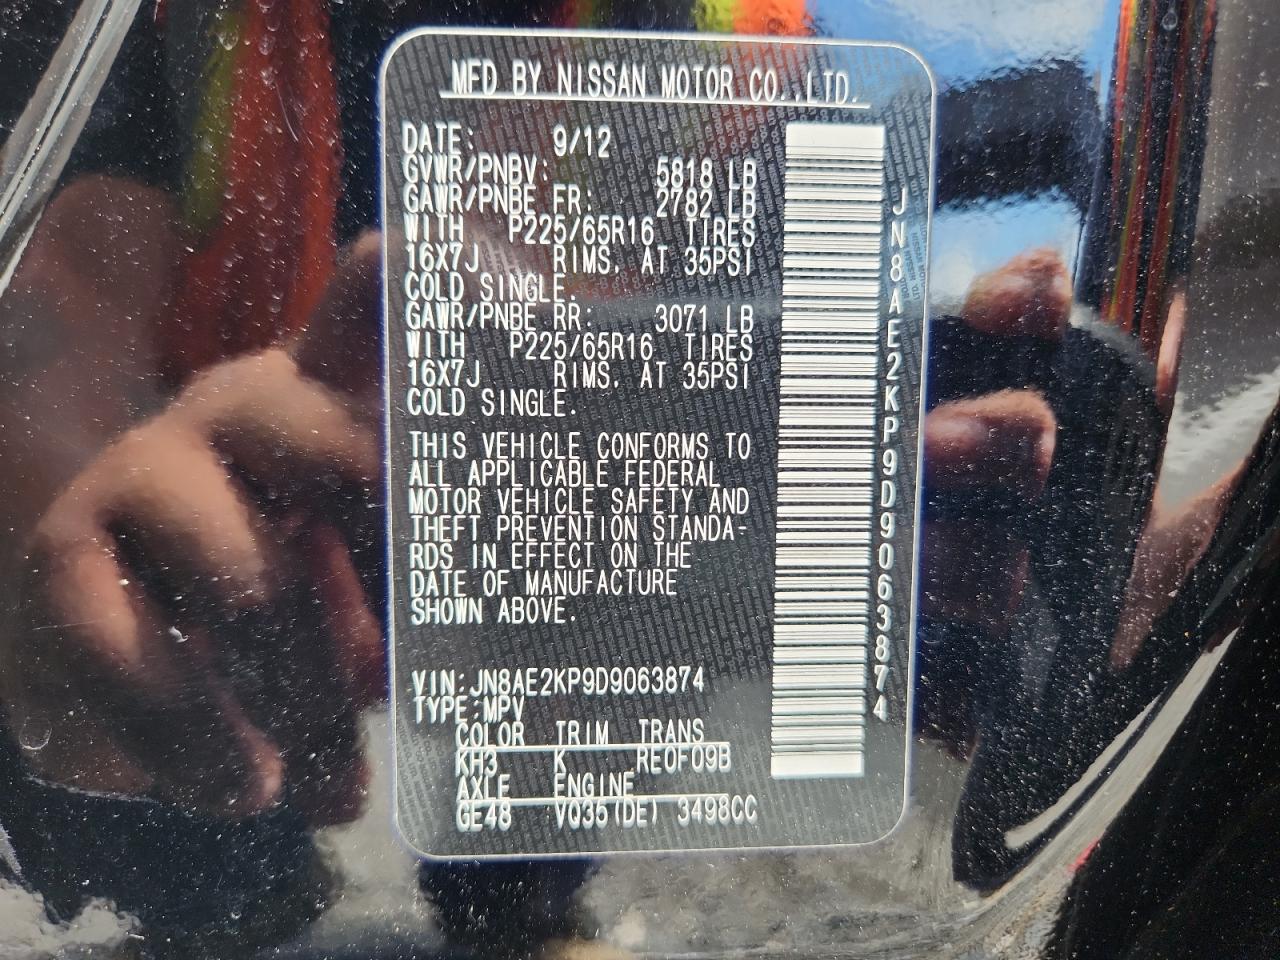 MFD BY NISSAN MOTOR CO.,LTD.
DATE: 9/12
GVWR/PNBV: 5818 LB
GAWR/PNBE FR: 2782 LB
WITH P225/65R16 TIRES
16X7J RIMS, AT 35PSI
COLD SINGLE.
GAWR/PNBE RR: 3071 LB
WITH P225/65R16 TIRES
16X7J RIMS, AT 35PSI
COLD SINGLE.
THIS VEHICLE CONFORMS TO
ALL APPLICABLE FEDERAL
MOTOR VEHICLE SAFETY AND
THEFT PREVENTION STANDA-
RDS IN EFFECT ON THE
DATE OF MANUFACTURE
SHOWN ABOVE.
VIN:JN8AE2KP9D9063874
TYPE:MPV
COLOR TRIM TRANS
KH3 K RE0F09B
AXLE ENGINE
GE48 VQ35(DE) 3498CC
JN8AE2KP9D9063874